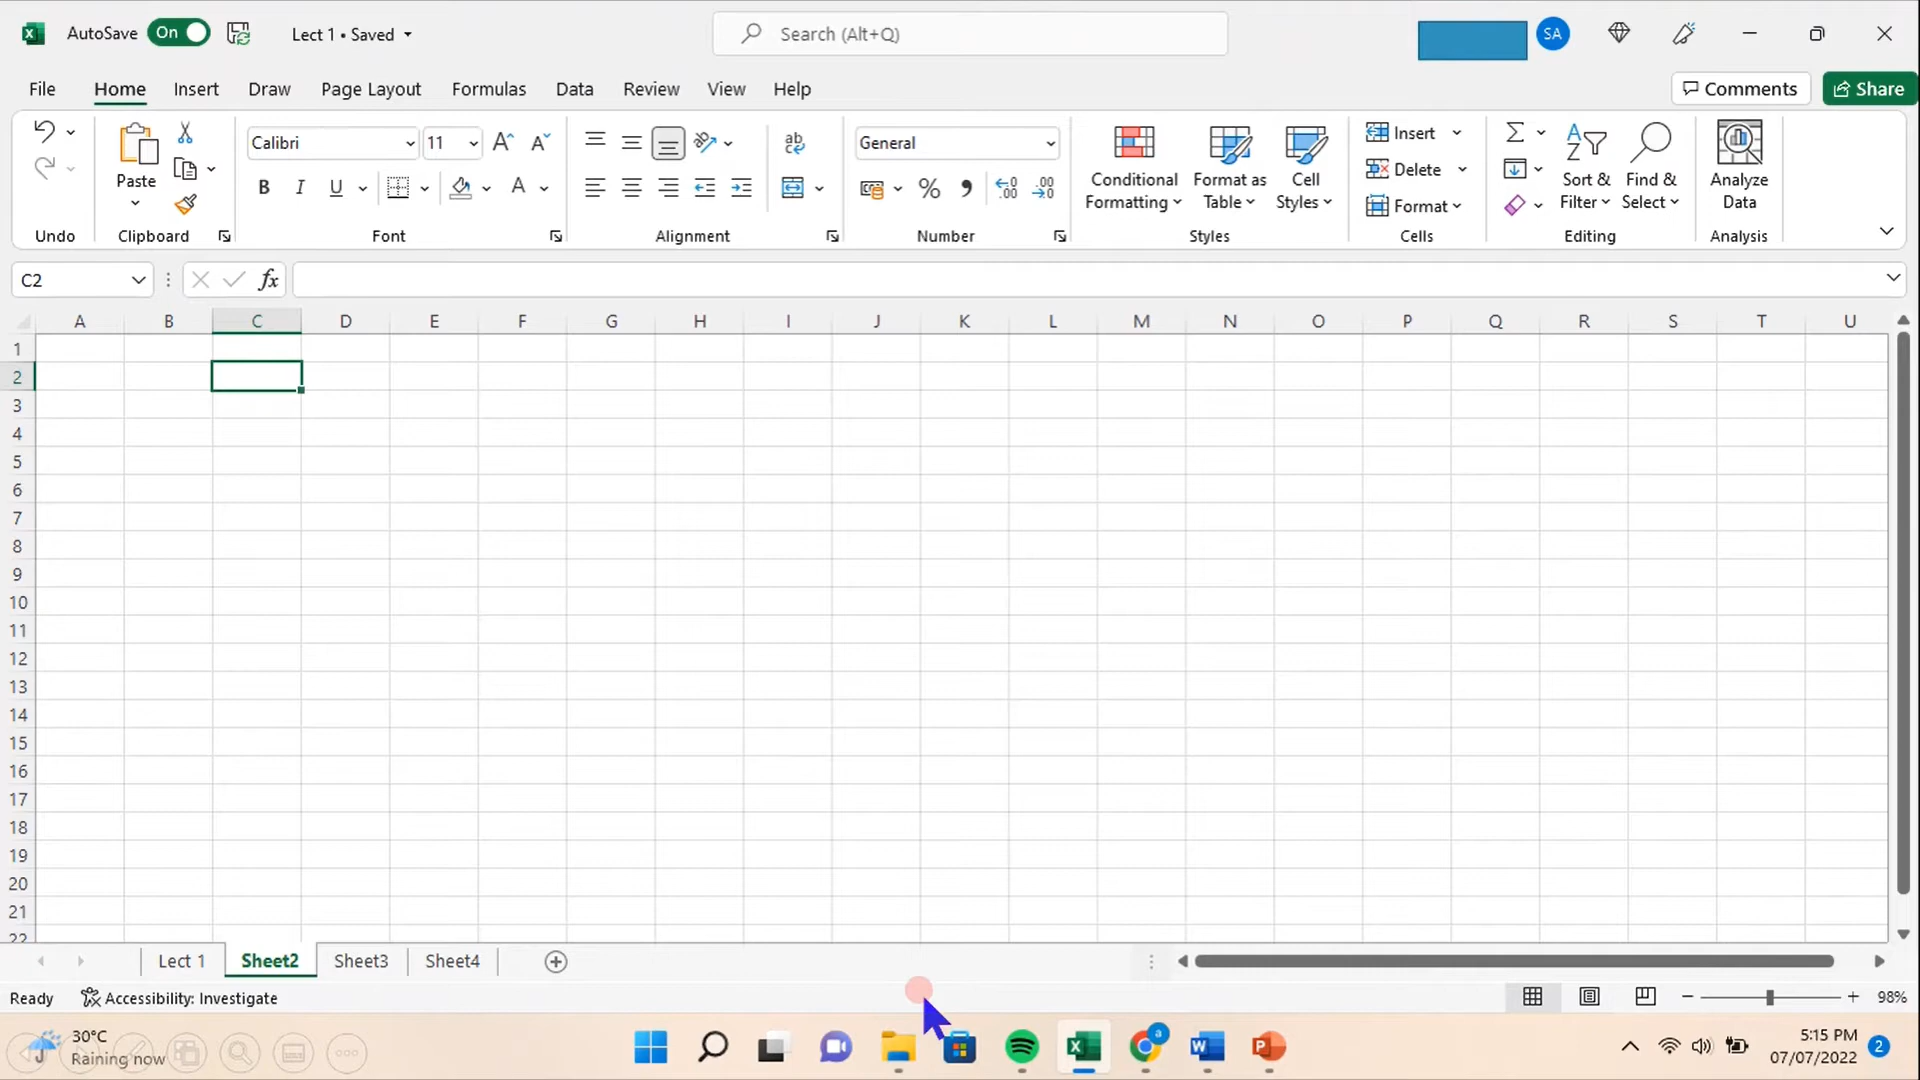 AutoSave On Lect 1 • Saved Search (Alt+Q) SA
File Home Insert Draw Page Layout Formulas Data Review View Help Comments Share
Calibri 11 ab General Insert
Paste Conditional Formatting Format as Table Cell Styles Delete Sort & Filter Find & Select Analyze Data
B I U A % Format
Undo Clipboard Font Alignment Number Styles Cells Editing Analysis
C2 fx
A B C D E F G H I J K L M N O P Q R S T U
1
2
3
4
5
6
7
8
9
10
11
12
13
14
15
16
17
18
19
20
21
22
Lect 1 Sheet2 Sheet3 Sheet4
Ready Accessibility: Investigate 98%
30°C 5:15 PM
Raining now 07/07/2022 2